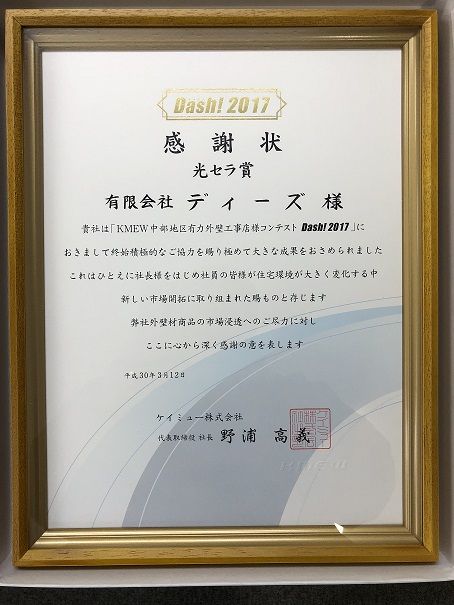 Dash! 2017
感謝状
光セラ賞
有限会社 ディーズ 様
貴社は「KMEW中部地区有力外壁工事店様コンテスト Dash! 2017」に
おきまして終始積極的なご協力を賜り極めて大きな成果をおさめられました
これはひとえに社長様をはじめ社員の皆様が住宅環境が大きく変化する中
新しい市場開拓に取り組まれた賜ものと存じます
弊社外壁材商品の市場浸透へのご尽力に対し
ここに心から深く感謝の意を表します
平成30年3月12日
ケイミュー株式会社
代表取締役 社長 野浦 高義
KMEW